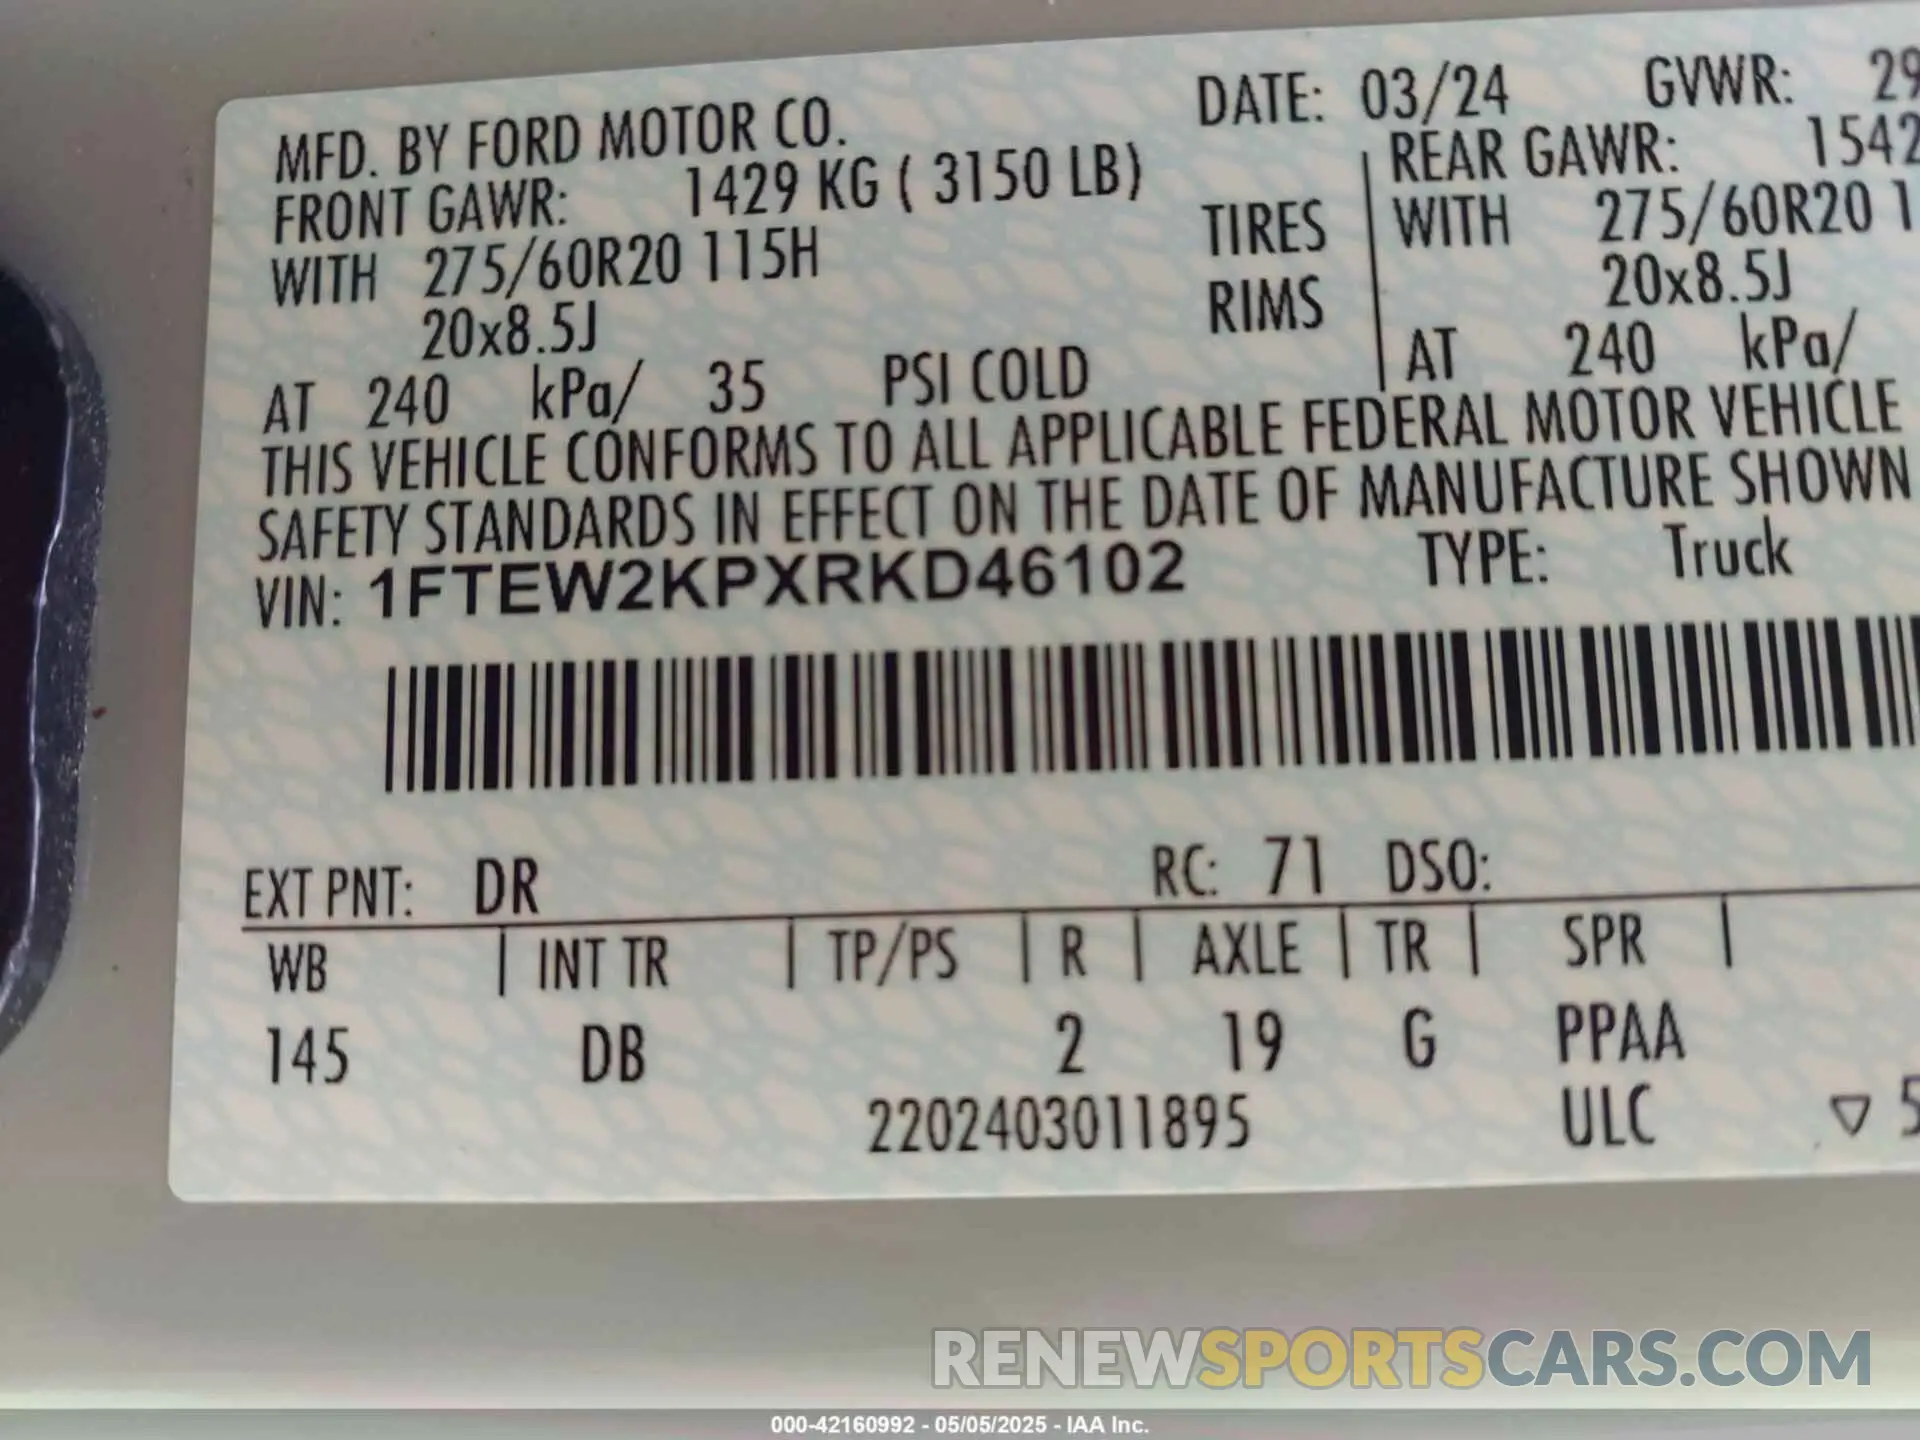 MFD. BY FORD MOTOR CO. DATE: 03/24 GVWR: 29
FRONT GAWR: 1429 KG ( 3150 LB) REAR GAWR: 1542
WITH 275/60R20 115H TIRES WITH 275/60R20 1
20x8.5J RIMS 20x8.5J
AT 240 kPa/ 35 PSI COLD AT 240 kPa/
THIS VEHICLE CONFORMS TO ALL APPLICABLE FEDERAL MOTOR VEHICLE
SAFETY STANDARDS IN EFFECT ON THE DATE OF MANUFACTURE SHOWN
VIN: 1FTEW2KPXRKD46102 TYPE: Truck
EXT PNT: DR RC: 71 DSO:
WB INT TR TP/PS R AXLE TR SPR
145 DB 2 19 G PPAA
2202403011895 ULC ▽ 5
RENEWSPORTSCARS.COM
000-42160992 - 05/05/2025 - IAA Inc.